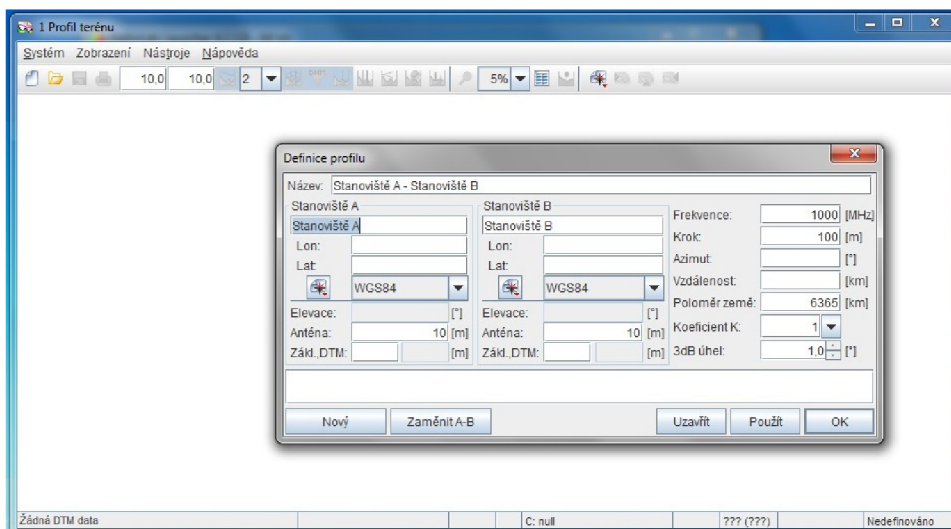 1 Profil terénu
Systém Zobrazení Nástroje Nápověda
10,0 10,0 2 5%
Definice profilu
Název: Stanoviště A - Stanoviště B
Stanoviště A
Stanoviště A
Lon:
Lat:
WGS84
Elevace: [°]
Anténa: 10 [m]
Zákl.,DTM: [m]
Stanoviště B
Stanoviště B
Lon:
Lat:
WGS84
Elevace: [°]
Anténa: 10 [m]
Zákl.,DTM: [m]
Frekvence: 1000 [MHz]
Krok: 100 [m]
Azimut: [°]
Vzdálenost: [km]
Poloměr země: 6365 [km]
Koeficient K: 1
3dB úhel: 1,0 [°]
Nový Zaměnit A-B Uzavřít Použít OK
Žádná DTM data C: null ??? (???) Nedefinováno